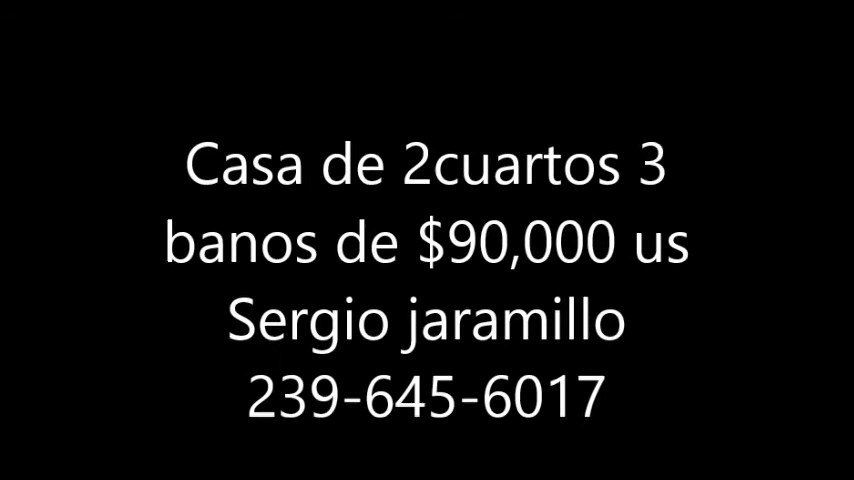 Casa de 2cuartos 3
banos de $90,000 us
Sergio jaramillo
239-645-6017